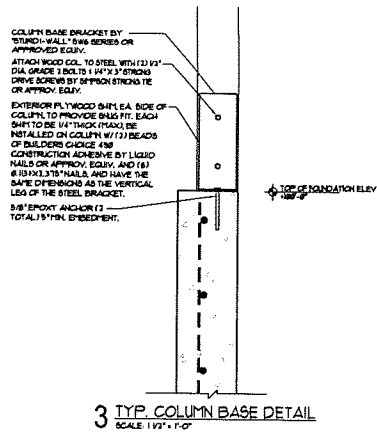 COLUMN BASE BRACKET BY
"STURDI-WALL" SWG SERIES OR
APPROVED EQUIV.
ATTACH WOOD COL. TO STEEL WITH (2) 1/2"
DIA. GRADE 2 BOLTS & 1/4" X 3" STRONG
DRIVE SCREWS BY SIMPSON STRONG TIE
OR APPROV. EQUIV.
EXTERIOR PLYWOOD SHIM, EA. SIDE OF
COLUMN, TO PROVIDE SNUG FIT. EACH
SHIM TO BE 1/4" THICK (MAX), BE
INSTALLED ON COLUMN W/ (2) BEADS
OF BUILDERS CHOICE 490
CONSTRUCTION ADHESIVE BY LIQUID
NAILS OR APPROV. EQUIV. AND (6)
0.113X2.375" NAILS, AND HAVE THE
SAME DIMENSIONS AS THE VERTICAL
LEG OF THE STEEL BRACKET.
5/8" EPOXY ANCHOR (2
TOTAL) 5" MIN. EMBEDMENT.
TOP OF FOUNDATION ELEV
3 TYP. COLUMN BASE DETAIL
SCALE: 1 1/2" = 1'-0"